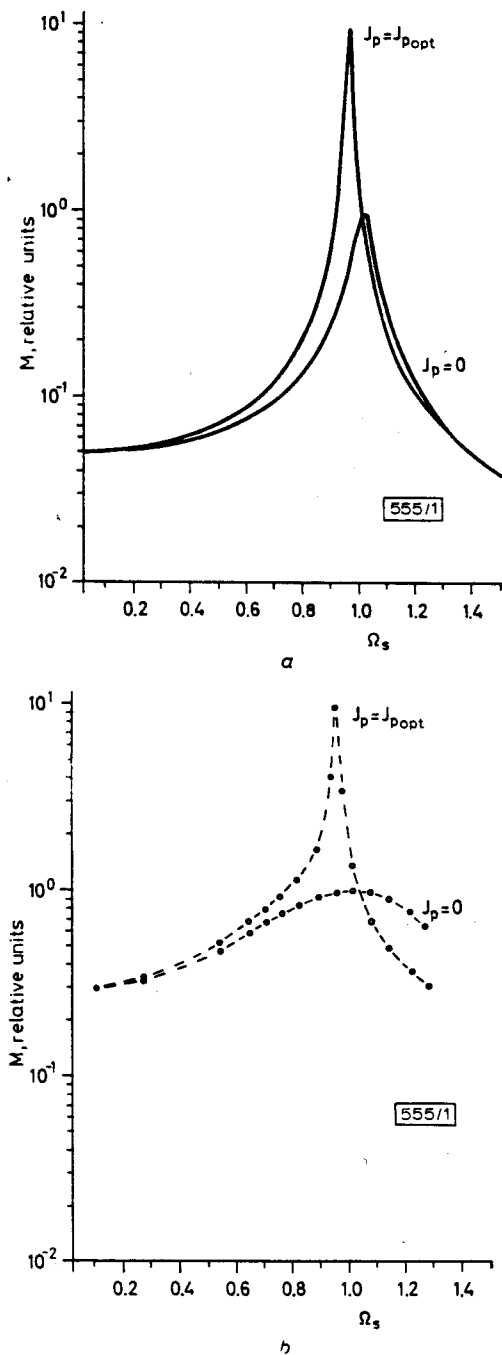 10¹
J_p=J_popt
10⁰
M, relative units
J_p=0
10⁻¹
555/1
10⁻²
0.2 0.4 0.6 0.8 1.0 1.2 1.4
Ω_s
a
10¹
J_p=J_popt
10⁰
J_p=0
M, relative units
10⁻¹
555/1
10⁻²
0.2 0.4 0.6 0.8 1.0 1.2 1.4
Ω_s
b